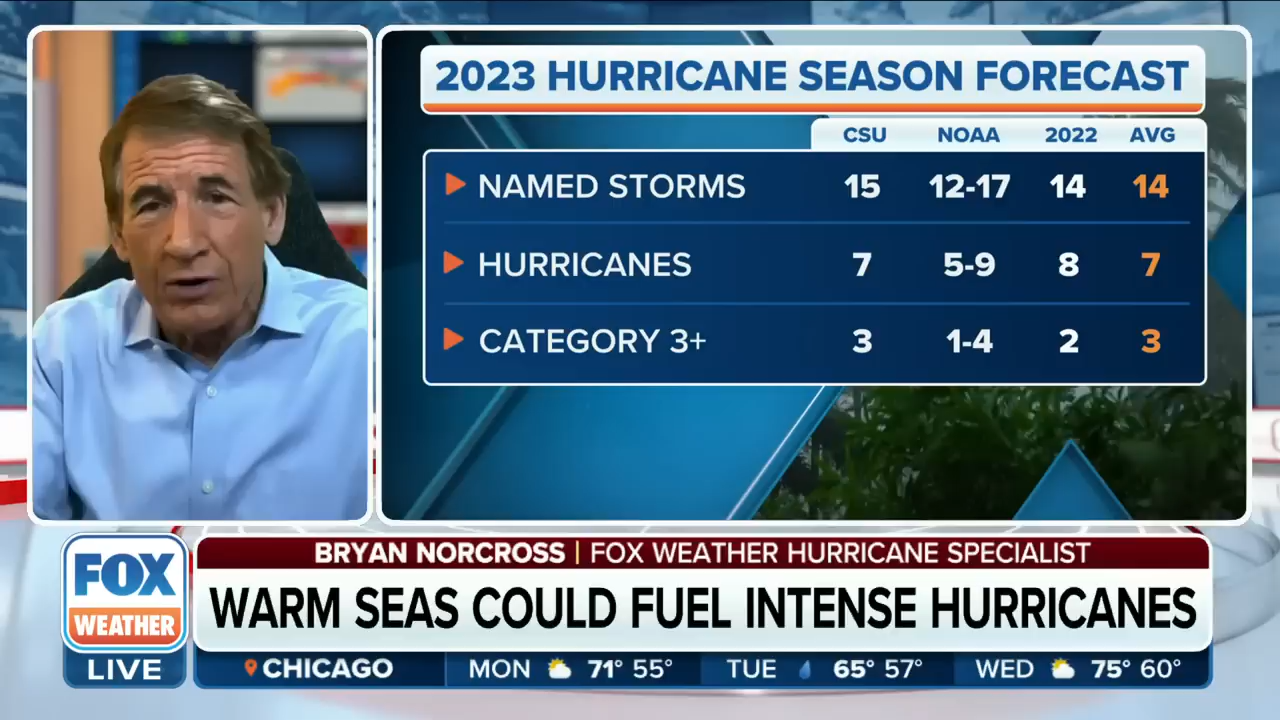 2023 HURRICANE SEASON FORECAST
CSU NOAA 2022 AVG
NAMED STORMS 15 12-17 14 14
HURRICANES 7 5-9 8 7
CATEGORY 3+ 3 1-4 2 3
BRYAN NORCROSS | FOX WEATHER HURRICANE SPECIALIST
WARM SEAS COULD FUEL INTENSE HURRICANES
FOX
WEATHER
LIVE
CHICAGO MON 71° 55° TUE 65° 57° WED 75° 60°